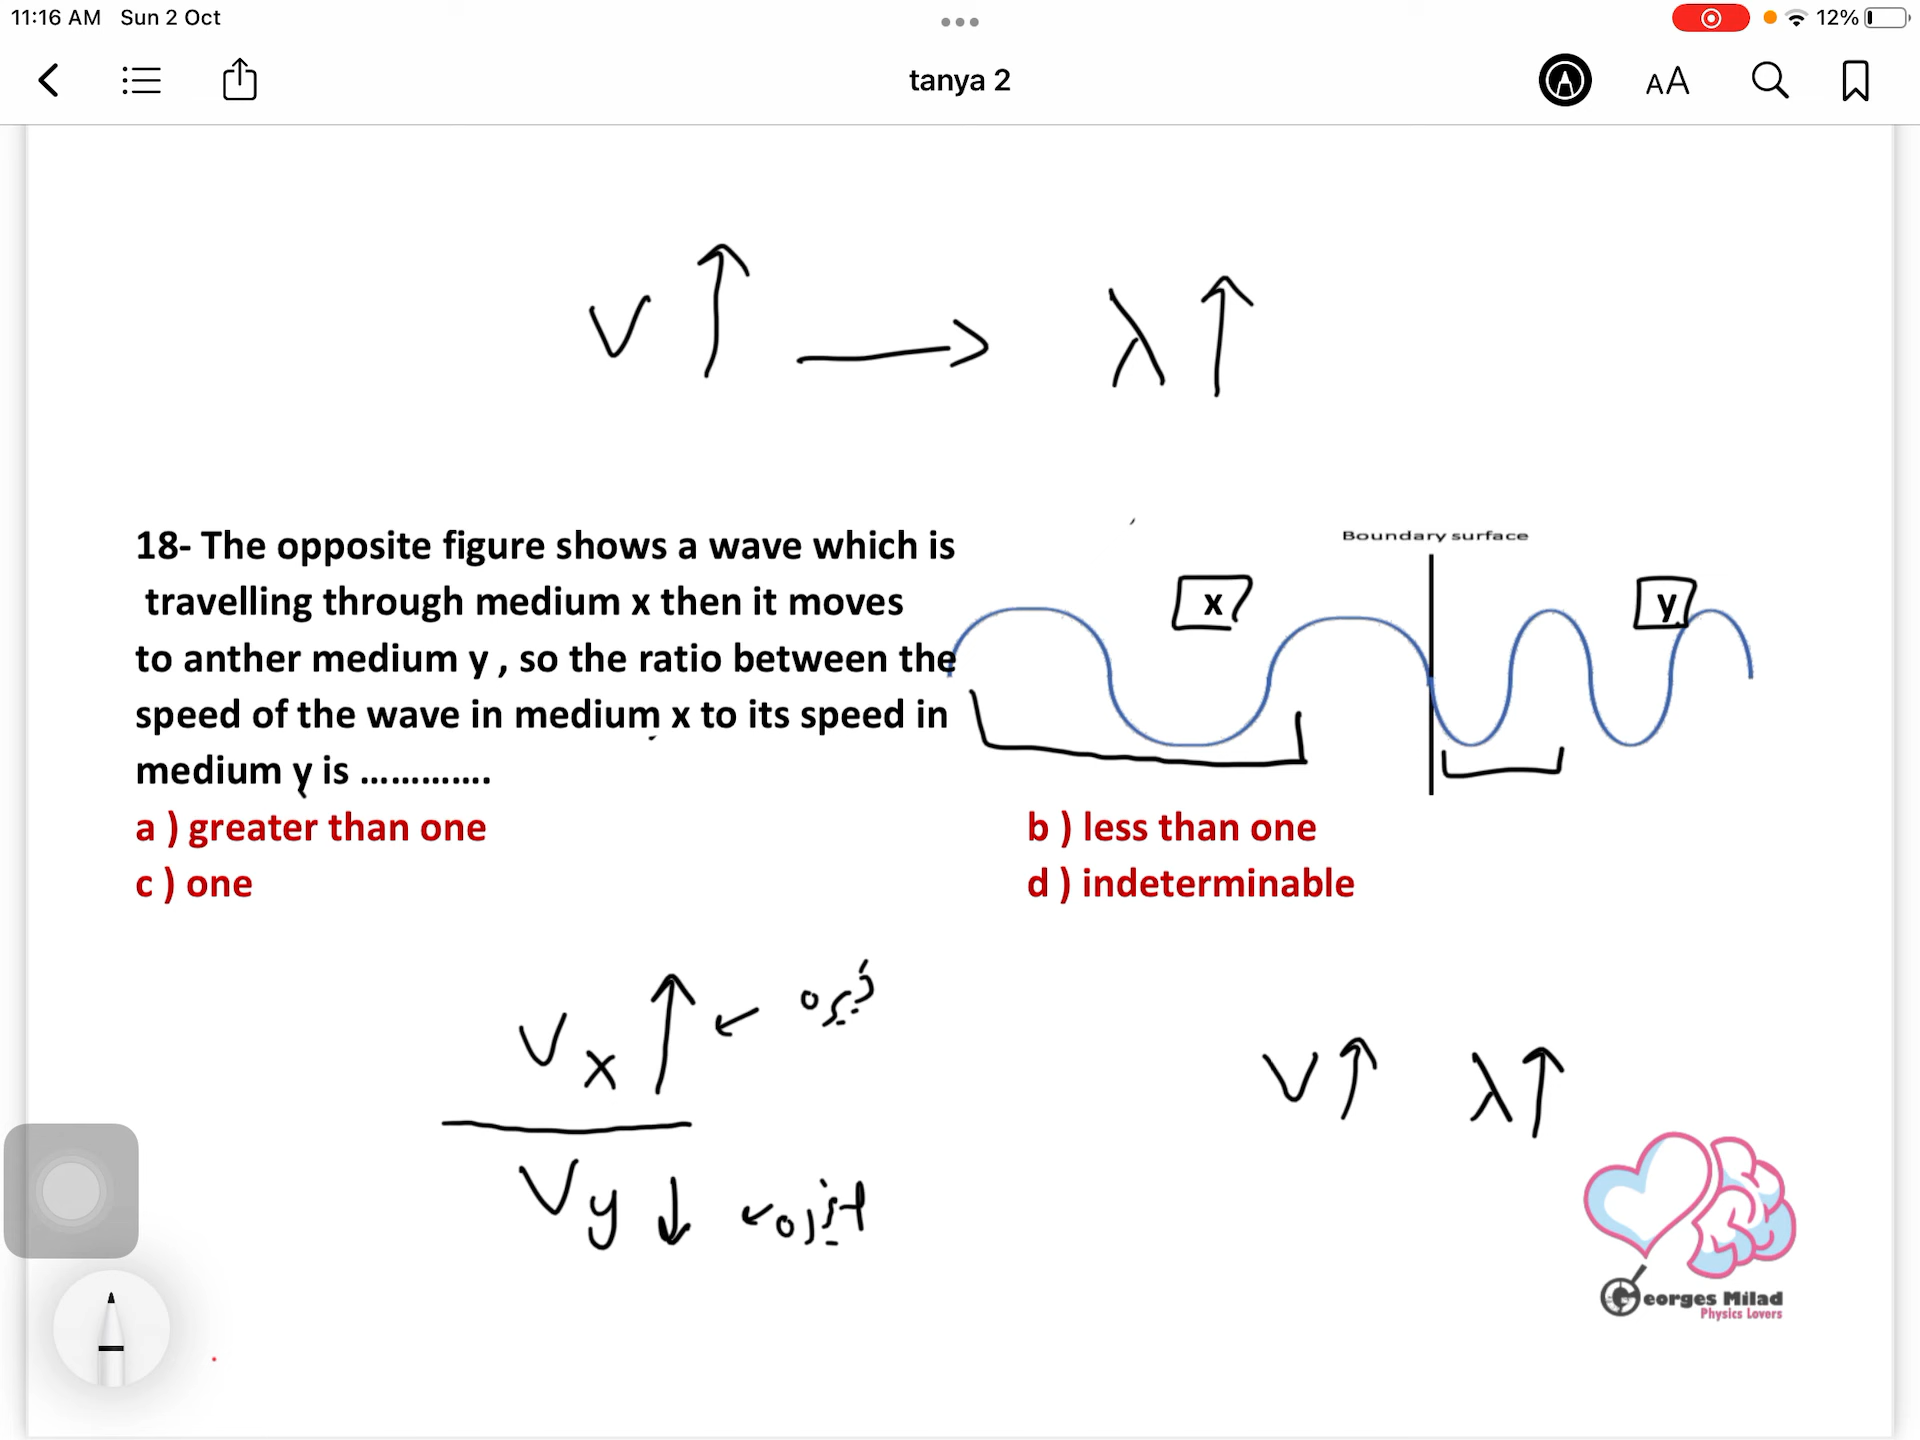 11:16 AM Sun 2 Oct
12%
tanya 2
AA
V ↑ → λ ↑
18- The opposite figure shows a wave which is
travelling through medium x then it moves
to anther medium y , so the ratio between the
speed of the wave in medium x to its speed in
medium y is .............
Boundary surface
x
y
a ) greater than one
b ) less than one
c ) one
d ) indeterminable
Vx ↑ ←
Vy ↓ ←
V↑ λ↑
Georges Milad
Physics Lovers